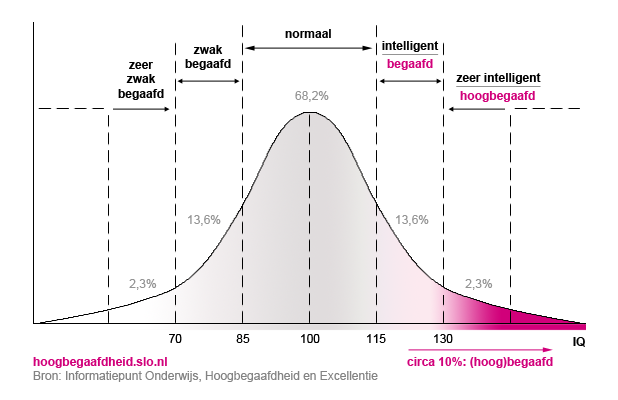 normaal
zwak
begaafd
intelligent
begaafd
zeer
zwak
begaafd
zeer intelligent
hoogbegaafd
68,2%
13,6%
13,6%
2,3%
2,3%
70 85 100 115 130 IQ
hoogbegaafdheid.slo.nl
circa 10%: (hoog)begaafd
Bron: Informatiepunt Onderwijs, Hoogbegaafdheid en Excellentie